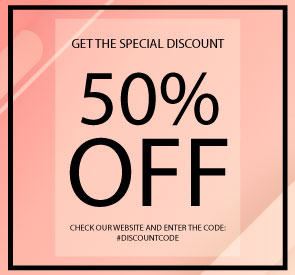 GET THE SPECIAL DISCOUNT
50%
OFF
CHECK OUR WEBSITE AND ENTER THE CODE:
#DISCOUNTCODE